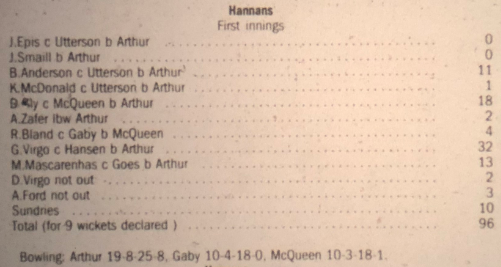 Hannans
First innings
J.Epis c Utterson b Arthur 0
J.Smaill b Arthur 0
B.Anderson c Utterson b Arthur 11
K.McDonald c Utterson b Arthur 1
c McQueen b Arthur 18
A.Zafer lbw Arthur 2
R.Bland c Gaby b McQueen 4
G.Virgo c Hansen b Arthur 32
M.Mascarenhas c Goes b Arthur 13
D.Virgo not out 2
A.Ford not out 3
Sundries 10
Total (for 9 wickets declared ) 96
Bowling: Arthur 19-8-25-8, Gaby 10-4-18-0, McQueen 10-3-18-1.